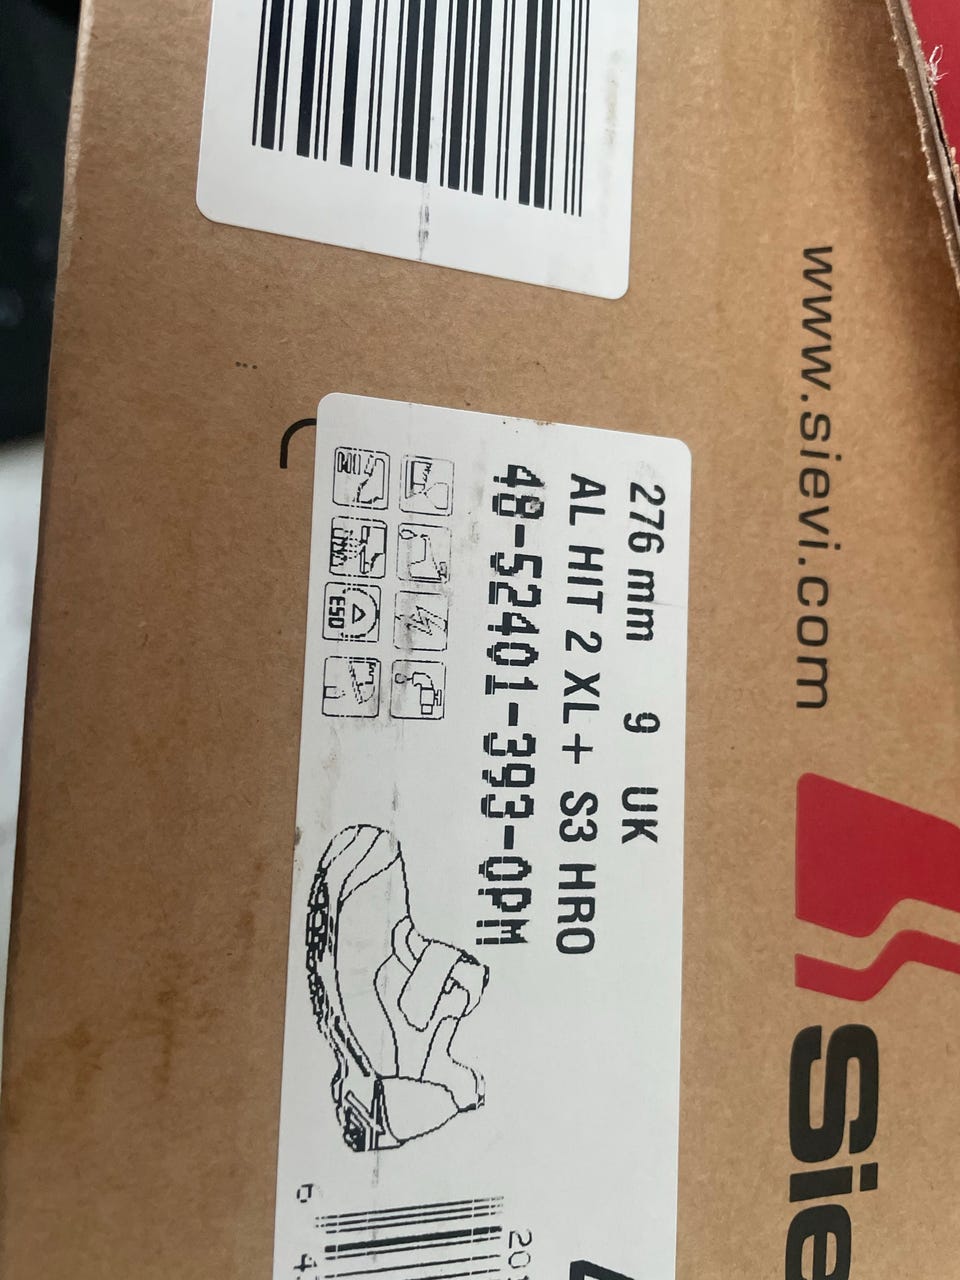 www.sievi.com
Sie
276 mm 9 UK
AL HIT 2 XL+ S3 HRO
48-52401-393-0PM
ESD
6